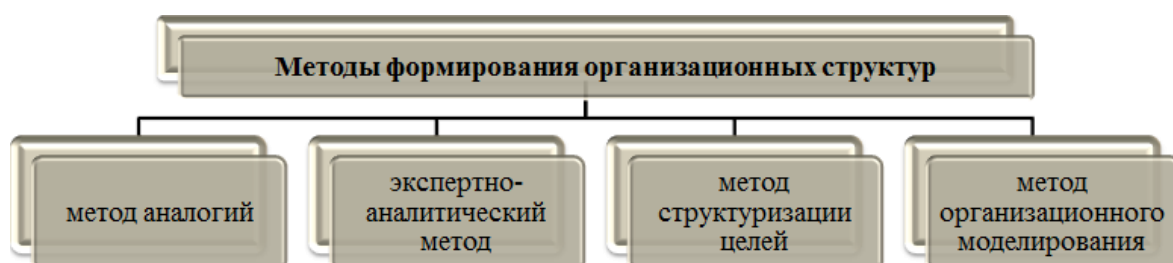 Методы формирования организационных структур
метод аналогий
экспертно-
аналитический
метод
метод
структуризации
целей
метод
организационного
моделирования